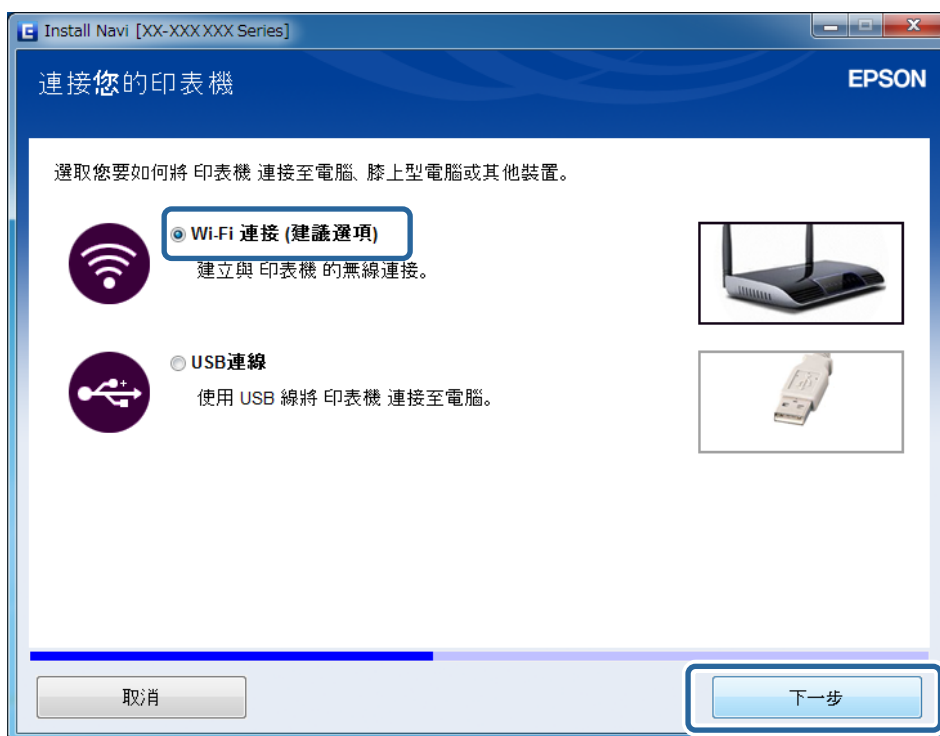 Install Navi [XX-XXX XXX Series]
連接您的印表機
EPSON
選取您要如何將 印表機 連接至電腦、膝上型電腦或其他裝置。
Wi-Fi 連接 (建議選項)
建立與 印表機 的無線連接。
USB連線
使用 USB 線將 印表機 連接至電腦。
取消
下一步